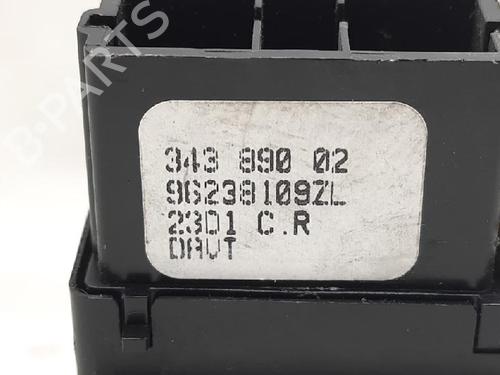 343 890 02
96238109ZL
23D1 C.R
DAVT
B-PARTS